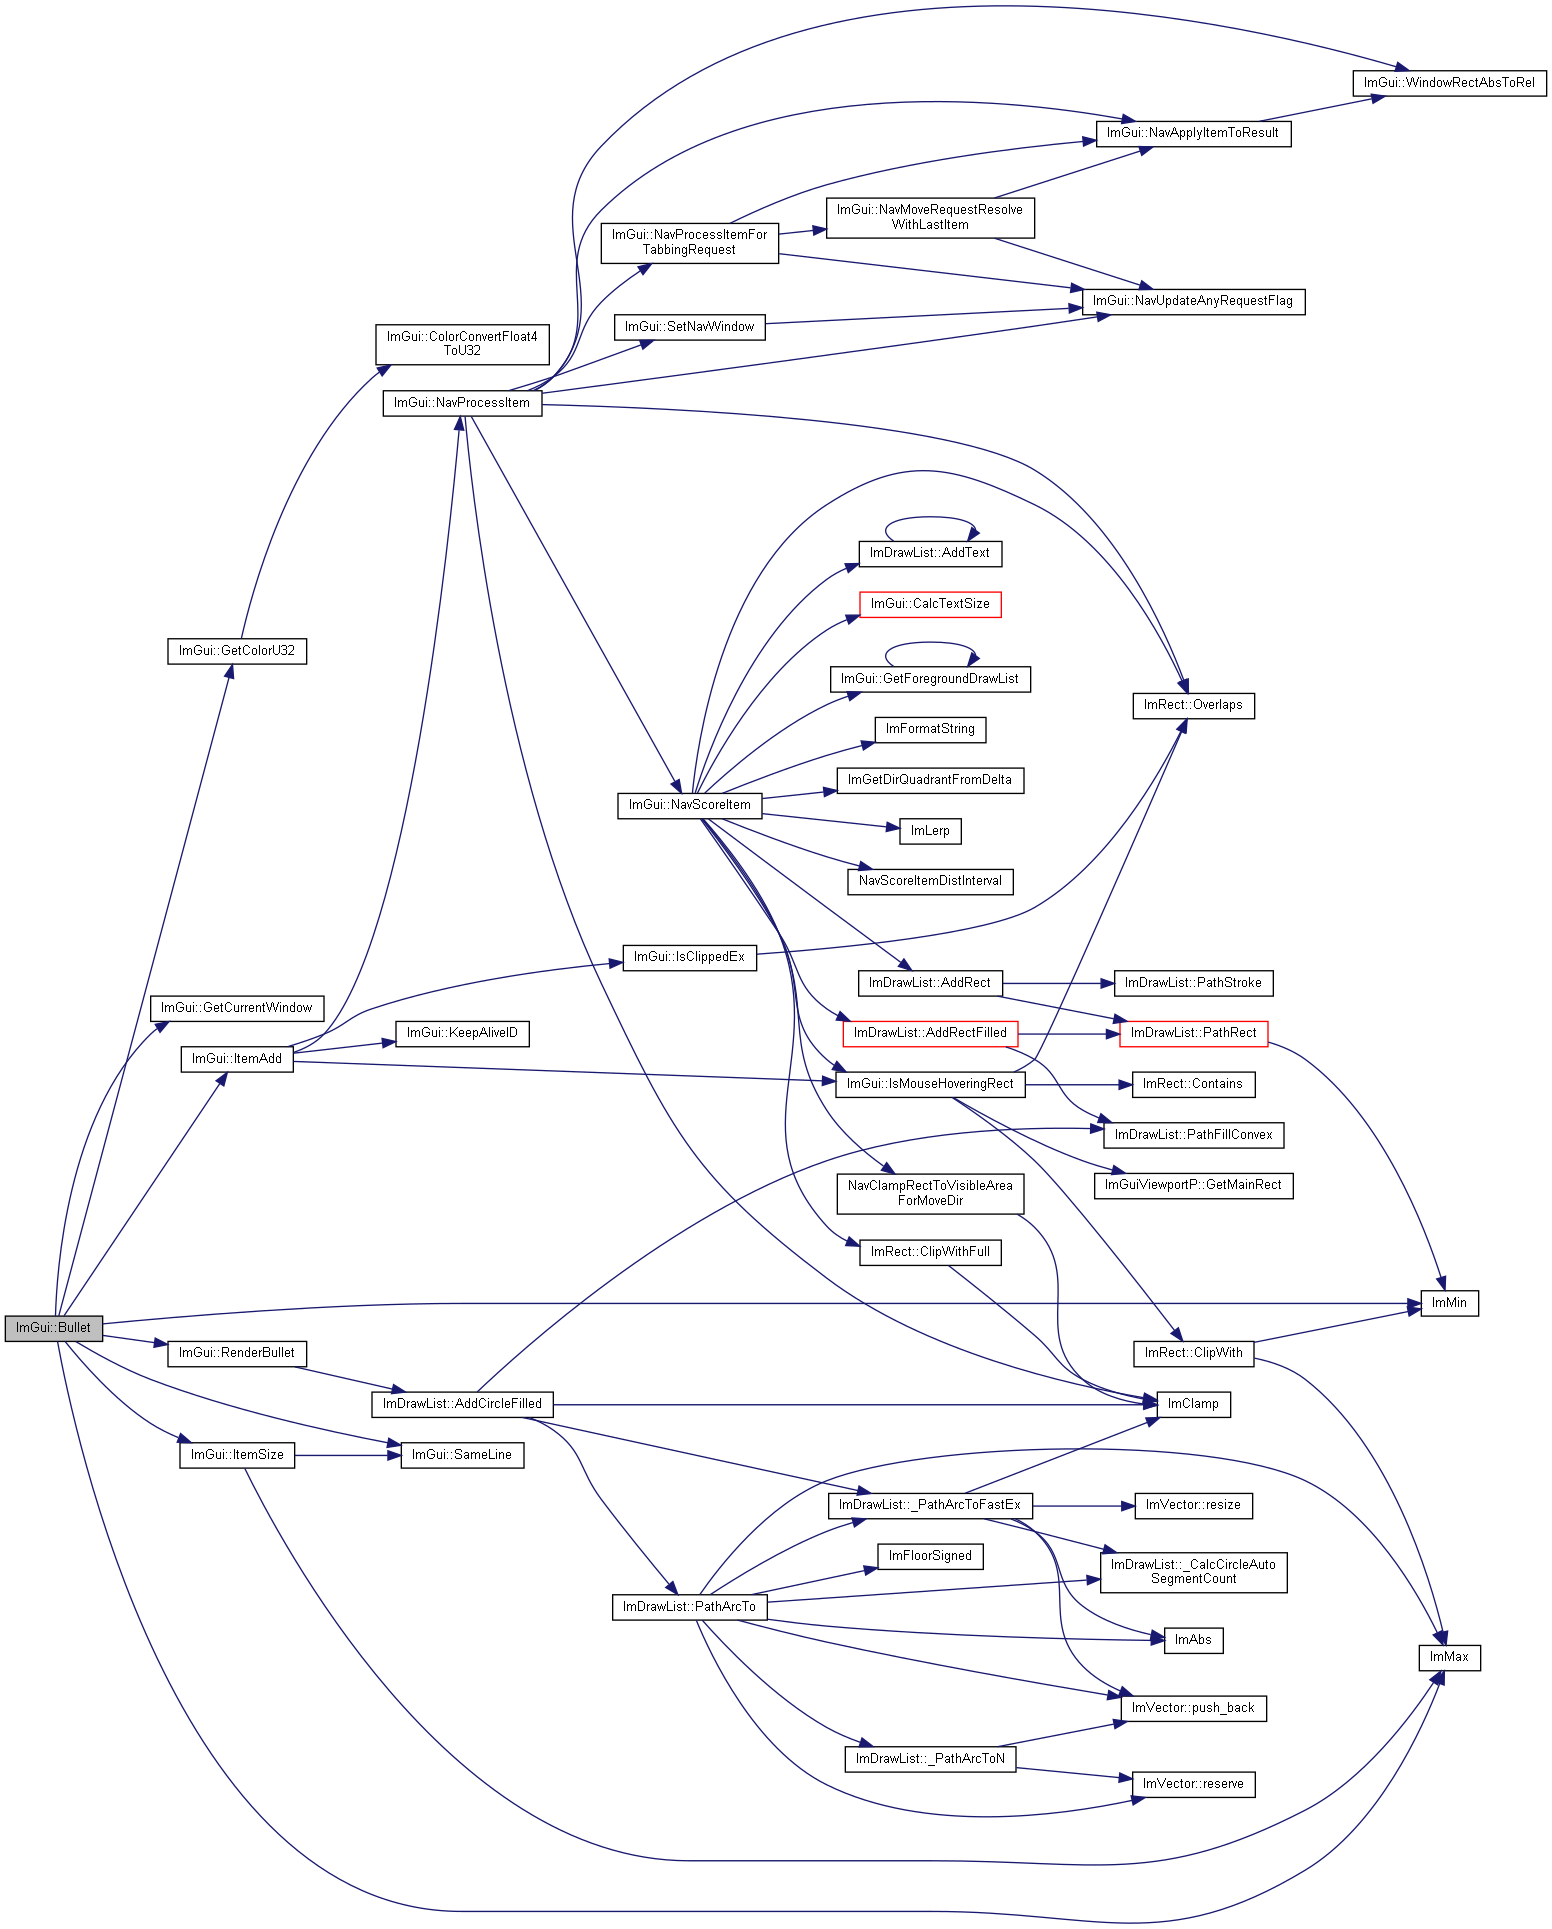 ImGui::WindowRectAbsToRel
ImGui::NavApplyItemToResult
ImGui::NavMoveRequestResolve
WithLastItem
ImGui::NavProcessItemFor
TabbingRequest
ImGui::NavUpdateAnyRequestFlag
ImGui::SetNavWindow
ImGui::ColorConvertFloat4
ToU32
ImGui::NavProcessItem
ImDrawList::AddText
ImGui::CalcTextSize
ImGui::GetColorU32
ImGui::GetForegroundDrawList
ImRect::Overlaps
ImFormatString
ImGetDirQuadrantFromDelta
ImGui::NavScoreItem
ImLerp
NavScoreItemDistInterval
ImGui::IsClippedEx
ImDrawList::AddRect
ImDrawList::PathStroke
ImGui::GetCurrentWindow
ImGui::KeepAliveID
ImDrawList::AddRectFilled
ImDrawList::PathRect
ImGui::ItemAdd
ImGui::IsMouseHoveringRect
ImRect::Contains
ImDrawList::PathFillConvex
NavClampRectToVisibleArea
ForMoveDir
ImGuiViewportP::GetMainRect
ImRect::ClipWithFull
ImMin
ImGui::Bullet
ImGui::RenderBullet
ImRect::ClipWith
ImDrawList::AddCircleFilled
ImClamp
ImGui::ItemSize
ImGui::SameLine
ImDrawList::_PathArcToFastEx
ImVector::resize
ImFloorSigned
ImDrawList::_CalcCircleAuto
SegmentCount
ImDrawList::PathArcTo
ImAbs
ImMax
ImVector::push_back
ImDrawList::_PathArcToN
ImVector::reserve